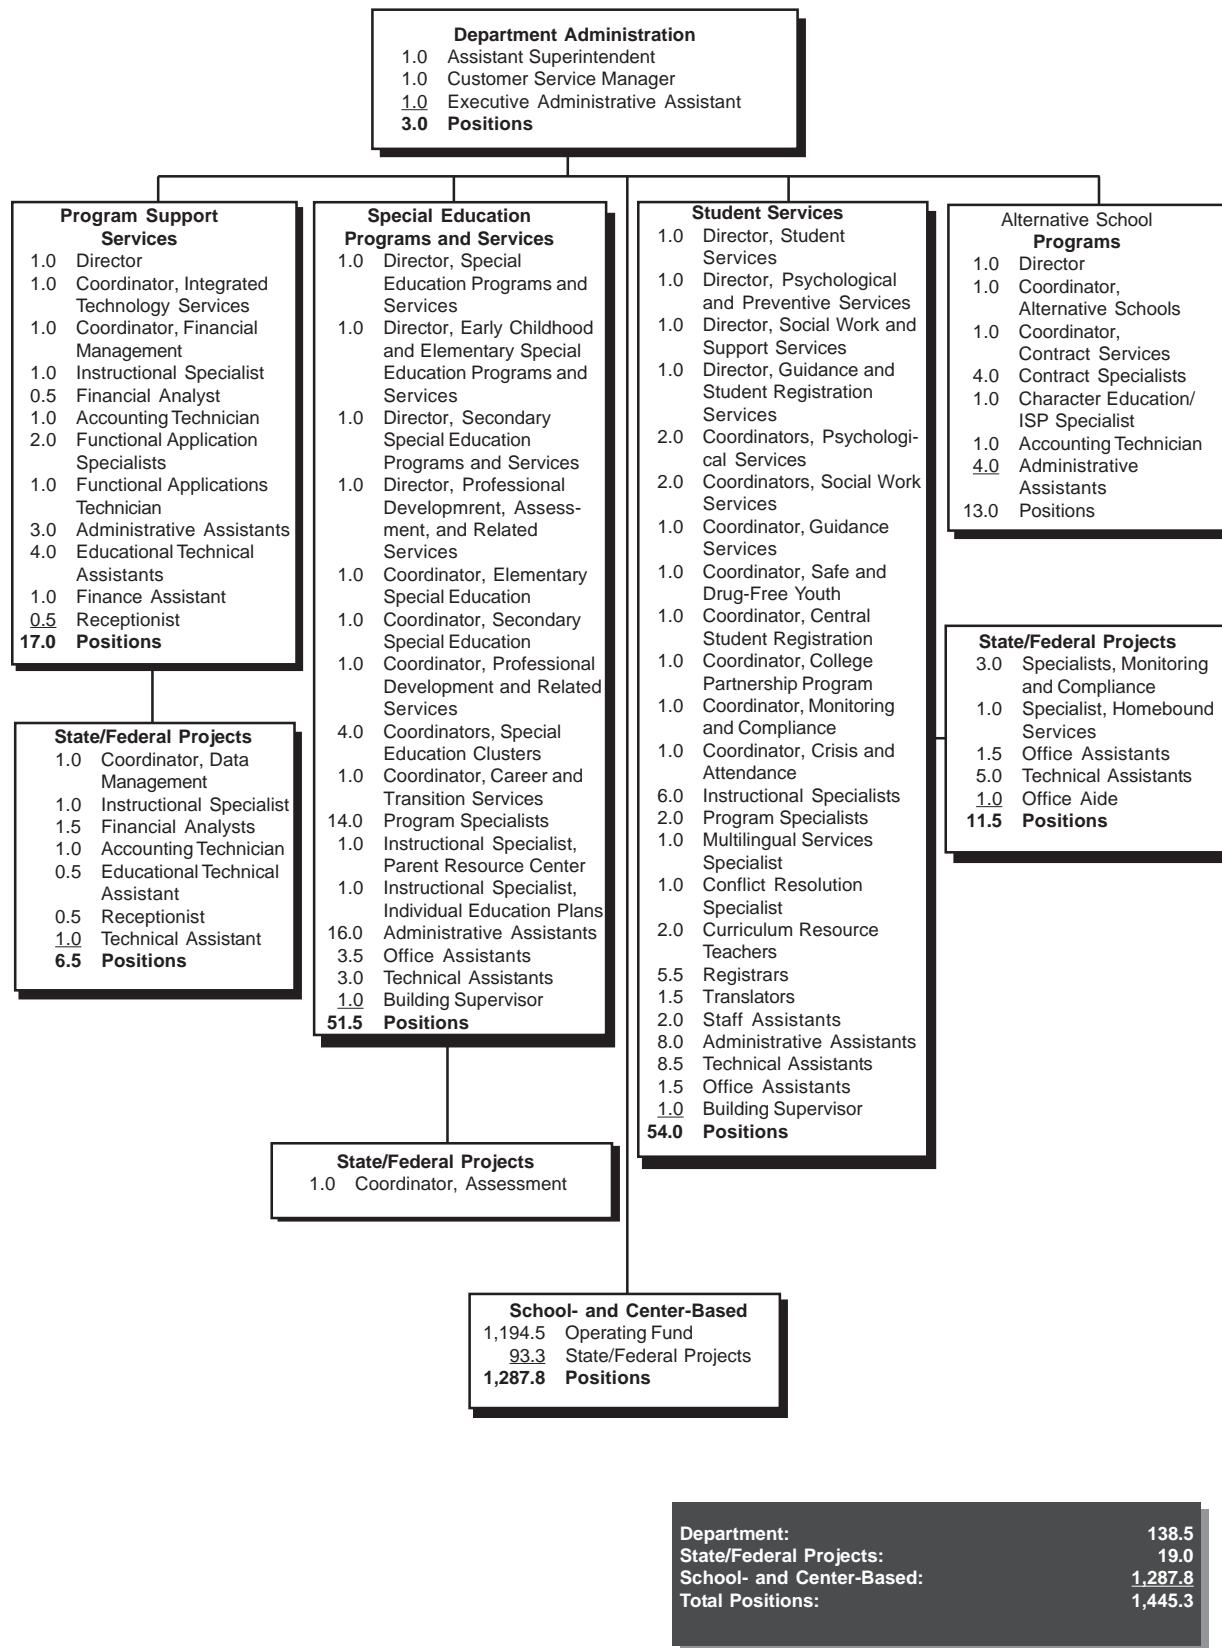 Department Administration
1.0 Assistant Superintendent
1.0 Customer Service Manager
1.0 Executive Administrative Assistant
3.0 Positions
Program Support
Services
1.0 Director
1.0 Coordinator, Integrated
Technology Services
1.0 Coordinator, Financial
Management
1.0 Instructional Specialist
0.5 Financial Analyst
1.0 Accounting Technician
2.0 Functional Application
Specialists
1.0 Functional Applications
Technician
3.0 Administrative Assistants
4.0 Educational Technical
Assistants
1.0 Finance Assistant
0.5 Receptionist
17.0 Positions
State/Federal Projects
1.0 Coordinator, Data
Management
1.0 Instructional Specialist
1.5 Financial Analysts
1.0 Accounting Technician
0.5 Educational Technical
Assistant
0.5 Receptionist
1.0 Technical Assistant
6.5 Positions
Special Education
Programs and Services
1.0 Director, Special
Education Programs and
Services
1.0 Director, Early Childhood
and Elementary Special
Education Programs and
Services
1.0 Director, Secondary
Special Education
Programs and Services
1.0 Director, Professional
Developmrent, Assess-
ment, and Related
Services
1.0 Coordinator, Elementary
Special Education
1.0 Coordinator, Secondary
Special Education
1.0 Coordinator, Professional
Development and Related
Services
4.0 Coordinators, Special
Education Clusters
1.0 Coordinator, Career and
Transition Services
14.0 Program Specialists
1.0 Instructional Specialist,
Parent Resource Center
1.0 Instructional Specialist,
Individual Education Plans
16.0 Administrative Assistants
3.5 Office Assistants
3.0 Technical Assistants
1.0 Building Supervisor
51.5 Positions
State/Federal Projects
1.0 Coordinator, Assessment
Student Services
1.0 Director, Student
Services
1.0 Director, Psychological
and Preventive Services
1.0 Director, Social Work and
Support Services
1.0 Director, Guidance and
Student Registration
Services
2.0 Coordinators, Psychologi-
cal Services
2.0 Coordinators, Social Work
Services
1.0 Coordinator, Guidance
Services
1.0 Coordinator, Safe and
Drug-Free Youth
1.0 Coordinator, Central
Student Registration
1.0 Coordinator, College
Partnership Program
1.0 Coordinator, Monitoring
and Compliance
1.0 Coordinator, Crisis and
Attendance
6.0 Instructional Specialists
2.0 Program Specialists
1.0 Multilingual Services
Specialist
1.0 Conflict Resolution
Specialist
2.0 Curriculum Resource
Teachers
5.5 Registrars
1.5 Translators
2.0 Staff Assistants
8.0 Administrative Assistants
8.5 Technical Assistants
1.5 Office Assistants
1.0 Building Supervisor
54.0 Positions
Alternative School
Programs
1.0 Director
1.0 Coordinator,
Alternative Schools
1.0 Coordinator,
Contract Services
4.0 Contract Specialists
1.0 Character Education/
ISP Specialist
1.0 Accounting Technician
4.0 Administrative
Assistants
13.0 Positions
State/Federal Projects
3.0 Specialists, Monitoring
and Compliance
1.0 Specialist, Homebound
Services
1.5 Office Assistants
5.0 Technical Assistants
1.0 Office Aide
11.5 Positions
School- and Center-Based
1,194.5 Operating Fund
93.3 State/Federal Projects
1,287.8 Positions
Department: 138.5
State/Federal Projects: 19.0
School- and Center-Based: 1,287.8
Total Positions: 1,445.3